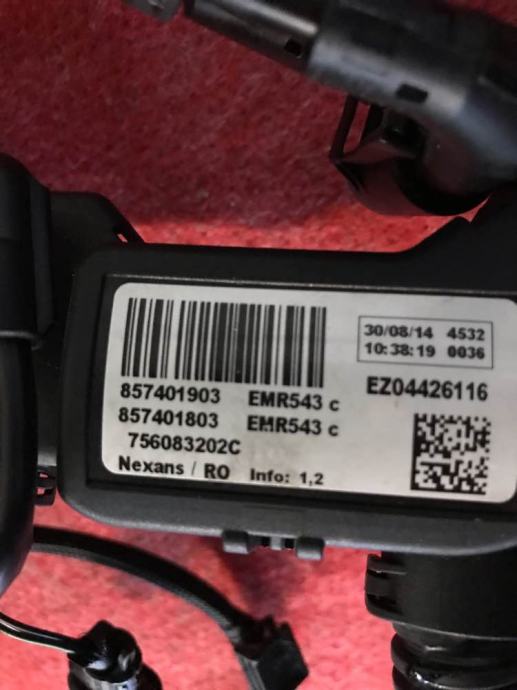 30/08/14 4532
10:38:19 0036
857401903 EMR543 c
EZ04426116
857401803 EMR543 c
756083202C
Nexans / RO Info: 1,2